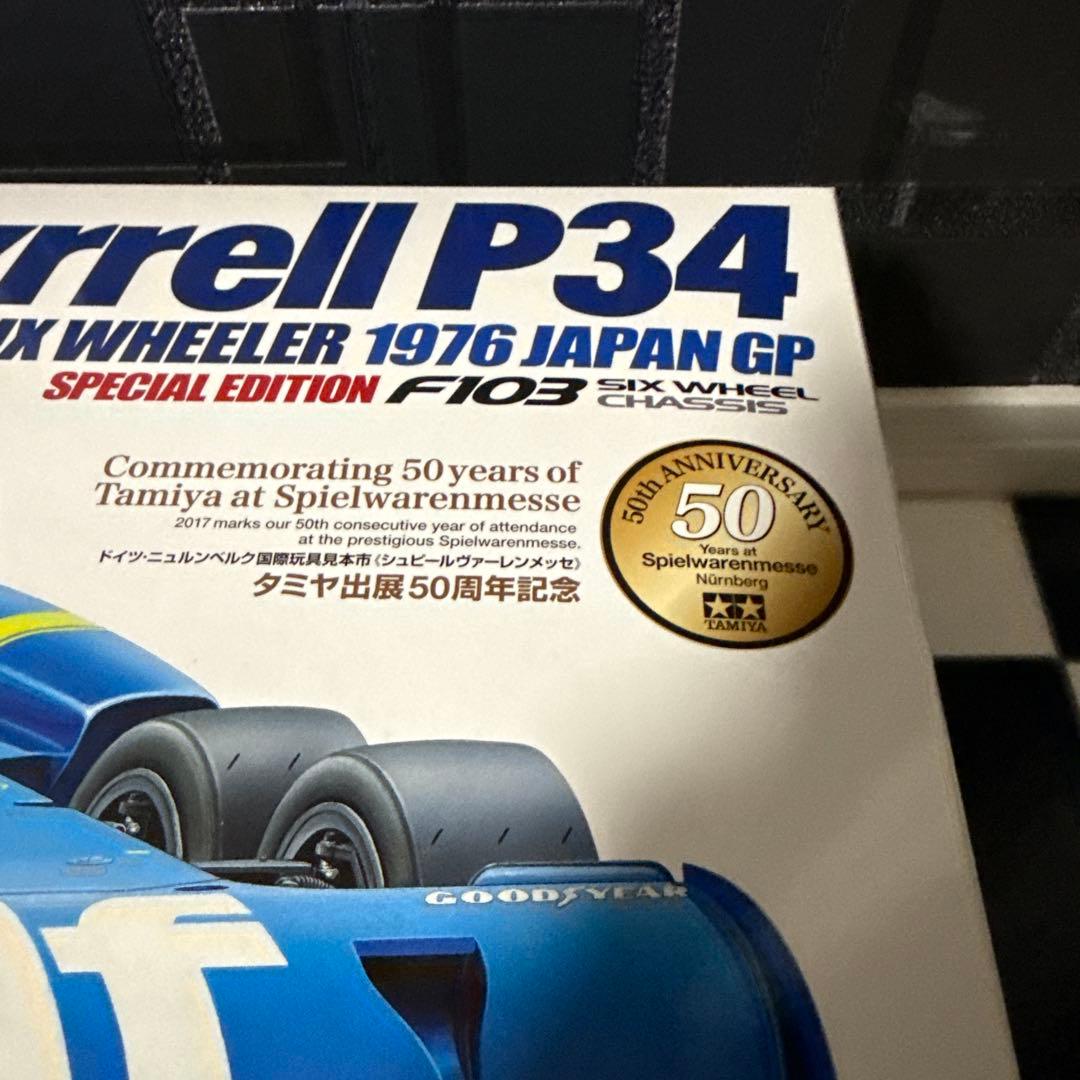 yrrell P34
IX WHEELER 1976 JAPAN GP
SPECIAL EDITION F103 SIX WHEEL
CHASSIS
Commemorating 50 years of
Tamiya at Spielwarenmesse
2017 marks our 50th consecutive year of attendance
at the prestigious Spielwarenmesse.
ドイツ・ニュルンベルク国際玩具見本市《シュピールヴァーレンメッセ》
タミヤ出展50周年記念
50th ANNIVERSARY
50
Years at
Spielwarenmesse
Nürnberg
TAMIYA
GOODYEAR
f